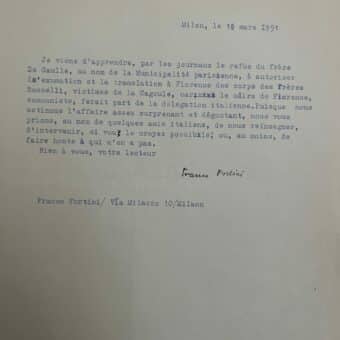 Milan, le 18 mars 1951
Je viens d'apprendre, par les journaux le refus du frère
De Gaulle, au nom de la Municipalité parisienne, à autoriser
l'exhumation et la translation à Florence des corps des frères
Rosselli, victimes de la Cagoule, car le maire de Florence,
communiste, ferait part de la délégation italienne. Puisque nous
estimons l'affaire assez surprenant et dégoutant, nous vous
prions, au nom de quelques amis italiens, de nous renseigner,
d'intervenir, si vous le croyez possible; ou, au moins, de
faire honte à qui n'en a pas.
Bien à vous, votre lecteur
Franco Fortini
Franco Fortini/ Via Milazzo 10/Milano